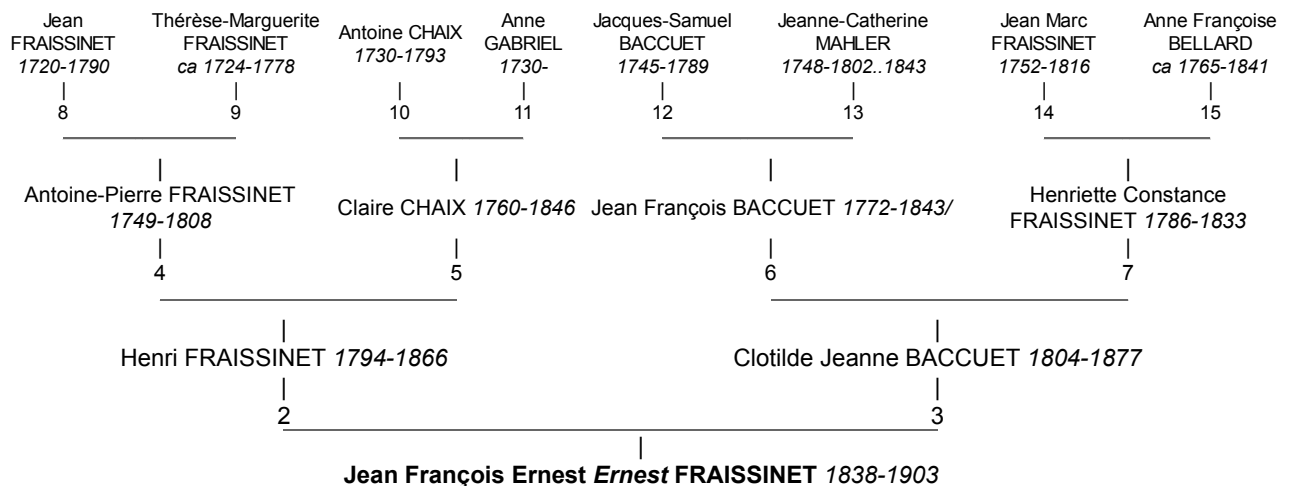 Jean
FRAISSINET
1720-1790
Thérèse-Marguerite
FRAISSINET
ca 1724-1778
Antoine CHAIX
1730-1793
Anne
GABRIEL
1730-
Jacques-Samuel
BACCUET
1745-1789
Jeanne-Catherine
MAHLER
1748-1802..1843
Jean Marc
FRAISSINET
1752-1816
Anne Françoise
BELLARD
ca 1765-1841
8
9
10
11
12
13
14
15
Antoine-Pierre FRAISSINET
1749-1808
Claire CHAIX 1760-1846
Jean François BACCUET 1772-1843/
Henriette Constance
FRAISSINET 1786-1833
4
5
6
7
Henri FRAISSINET 1794-1866
Clotilde Jeanne BACCUET 1804-1877
2
3
Jean François Ernest Ernest FRAISSINET 1838-1903